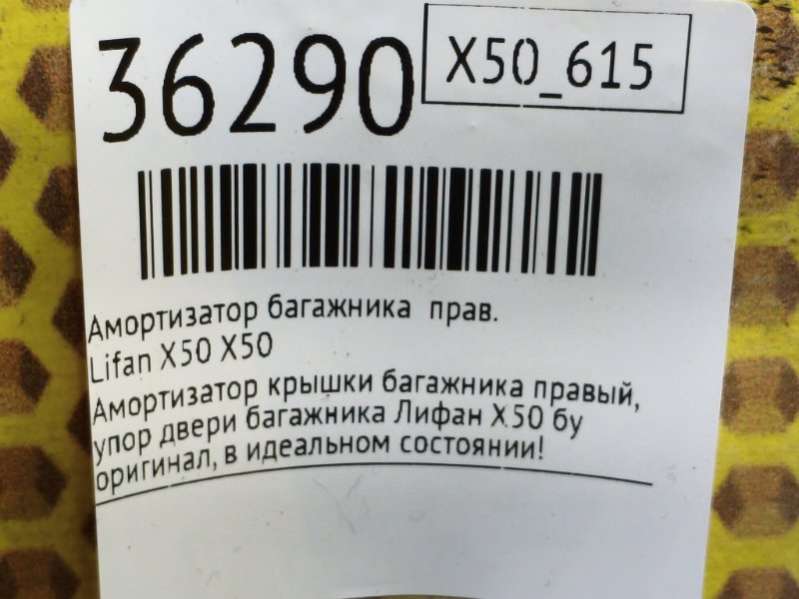 36290
X50_615
Амортизатор багажника прав.
Lifan X50 X50
Амортизатор крышки багажника правый,
упор двери багажника Лифан Х50 бу
оригинал, в идеальном состоянии!